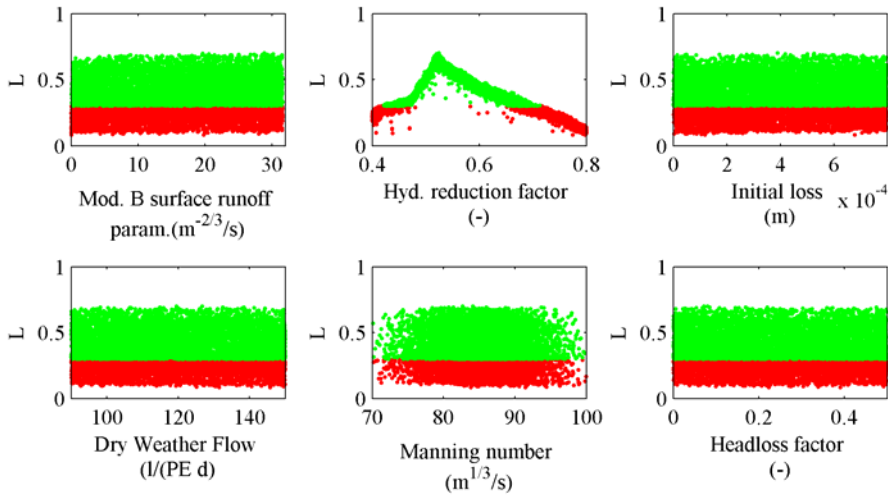 1
L
0.5
0
0 10 20 30
Mod. B surface runoff
param.(m^-2/3/s)
1
L
0.5
0
0.4 0.6 0.8
Hyd. reduction factor
(-)
1
L
0.5
0
0 2 4 6
Initial loss x 10^-4
(m)
1
L
0.5
0
100 120 140
Dry Weather Flow
(l/(PE d)
1
L
0.5
0
70 80 90 100
Manning number
(m^1/3/s)
1
L
0.5
0
0 0.2 0.4
Headloss factor
(-)